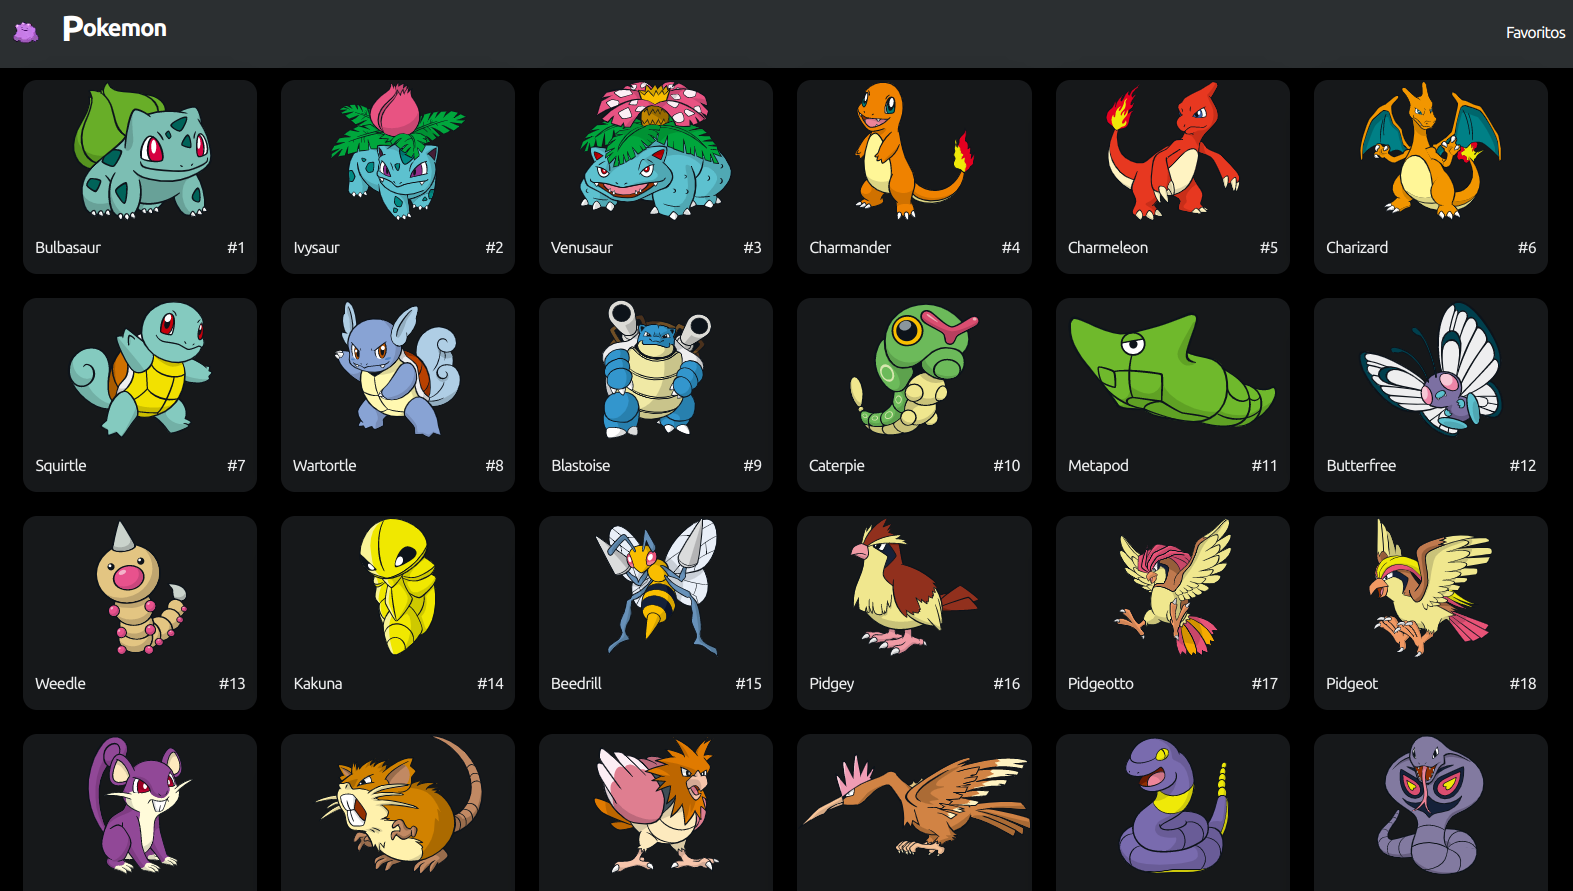 Pokemon
Favoritos
Bulbasaur #1
Ivysaur #2
Venusaur #3
Charmander #4
Charmeleon #5
Charizard #6
Squirtle #7
Wartortle #8
Blastoise #9
Caterpie #10
Metapod #11
Butterfree #12
Weedle #13
Kakuna #14
Beedrill #15
Pidgey #16
Pidgeotto #17
Pidgeot #18